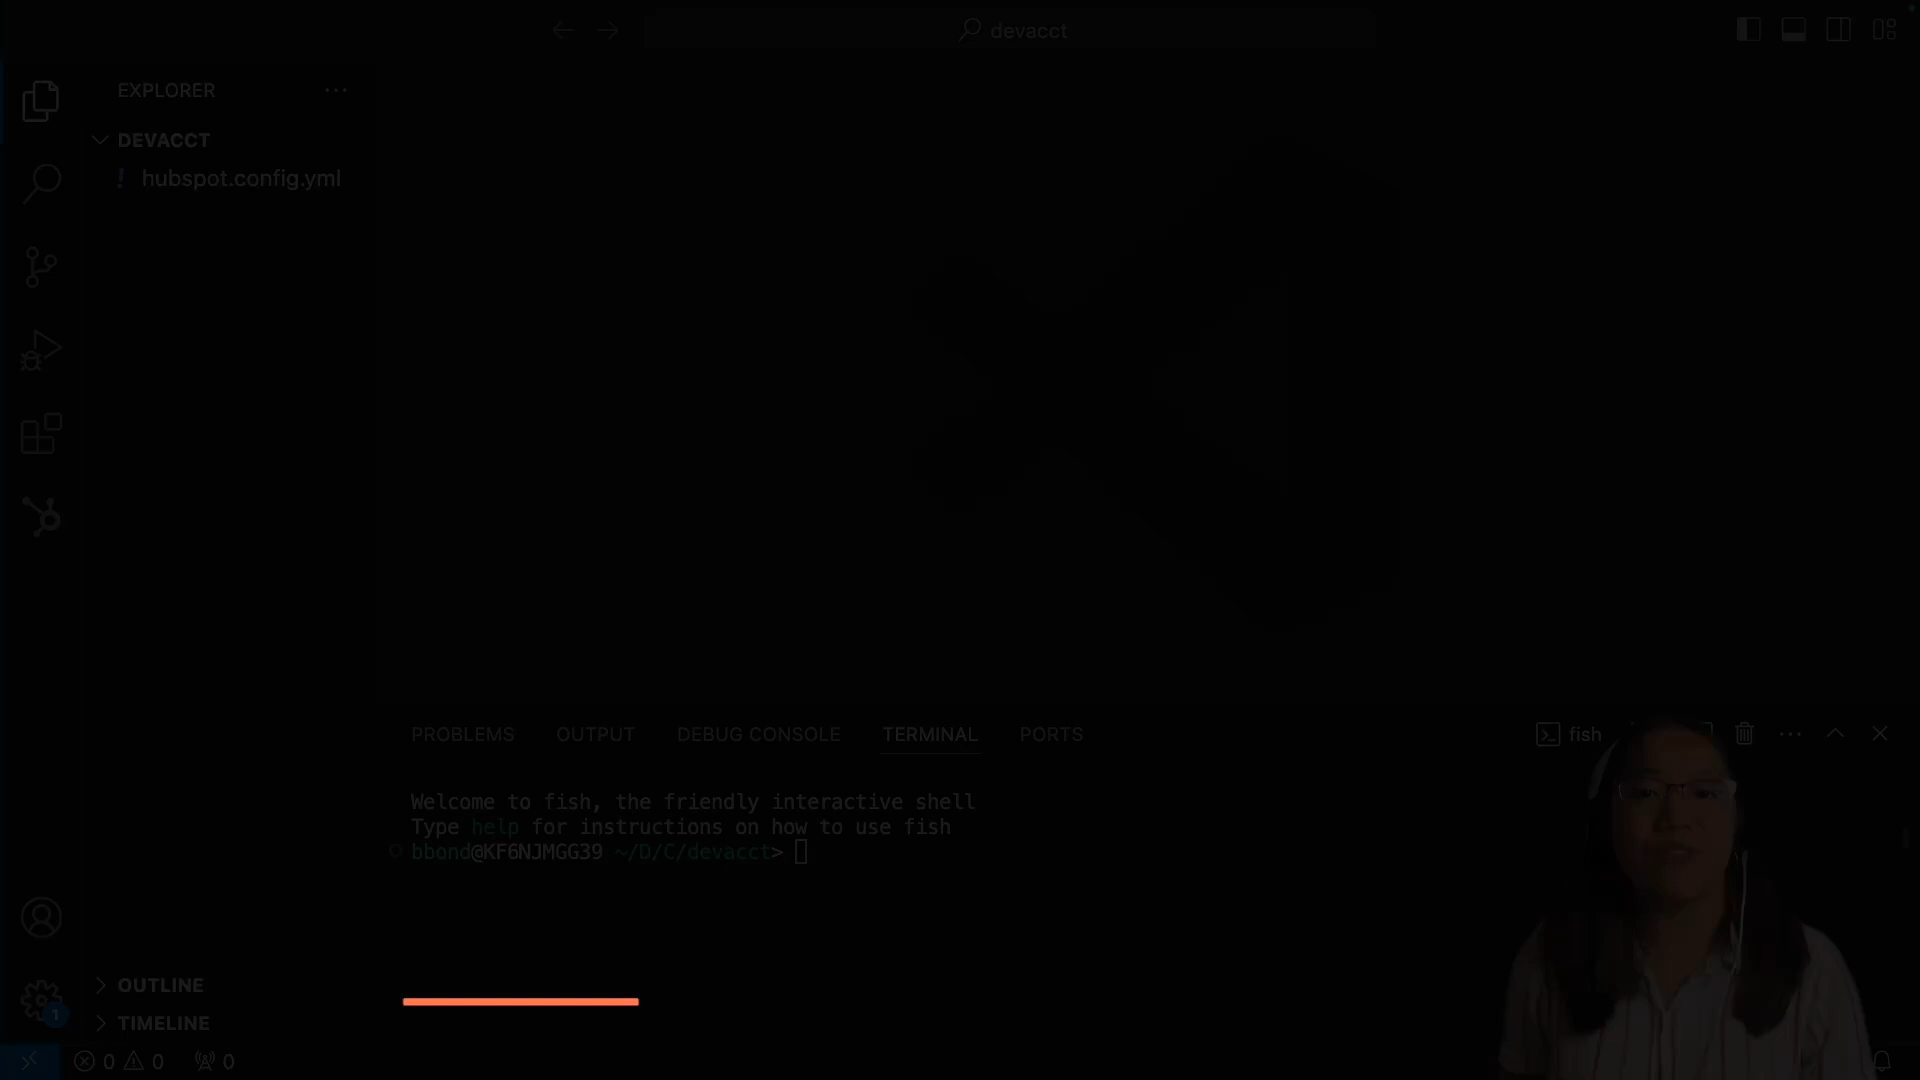 devacct
EXPLORER
DEVACCT
! hubspot.config.yml
PROBLEMS OUTPUT DEBUG CONSOLE TERMINAL PORTS
fish
Welcome to fish, the friendly interactive shell
Type help for instructions on how to use fish
bbond@KF6NJMGG39 ~/D/C/devacct>
OUTLINE
1
TIMELINE
0 0 0